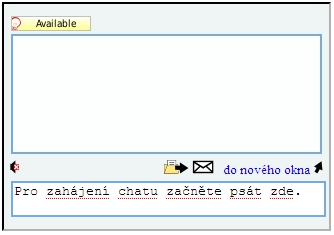 Available
do nového okna
Pro zahájení chatu začněte psát zde.